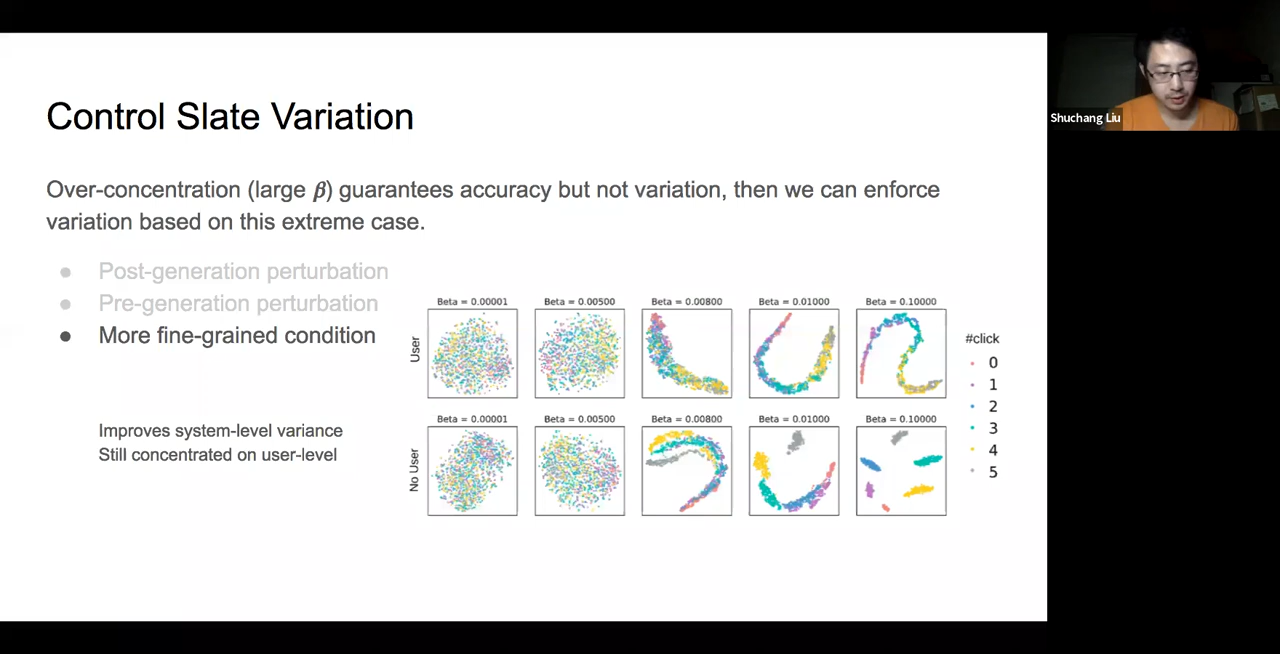 Control Slate Variation
Shuchang Liu
Over-concentration (large β) guarantees accuracy but not variation, then we can enforce
variation based on this extreme case.
● Post-generation perturbation
● Pre-generation perturbation
● More fine-grained condition
Improves system-level variance
Still concentrated on user-level
Beta = 0.00001 Beta = 0.00500 Beta = 0.00800 Beta = 0.01000 Beta = 0.10000
User
Beta = 0.00001 Beta = 0.00500 Beta = 0.00800 Beta = 0.01000 Beta = 0.10000
No User
#click
0
1
2
3
4
5